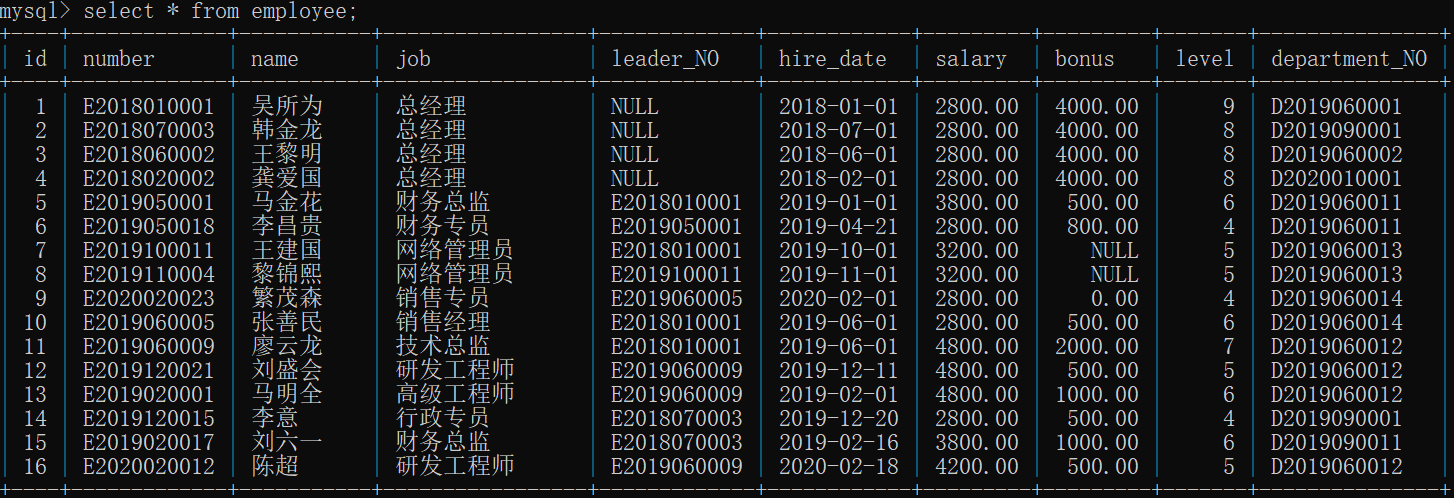 mysql> select * from employee;
id number name job leader_NO hire_date salary bonus level department_NO
1 E2018010001 吴所为 总经理 NULL 2018-01-01 2800.00 4000.00 9 D2019060001
2 E2018070003 韩金龙 总经理 NULL 2018-07-01 2800.00 4000.00 8 D2019090001
3 E2018060002 王黎明 总经理 NULL 2018-06-01 2800.00 4000.00 8 D2019060002
4 E2018020002 龚爱国 总经理 NULL 2018-02-01 2800.00 4000.00 8 D2020010001
5 E2019050001 马金花 财务总监 E2018010001 2019-01-01 3800.00 500.00 6 D2019060011
6 E2019050018 李昌贵 财务专员 E2019050001 2019-04-21 2800.00 800.00 4 D2019060011
7 E2019100011 王建国 网络管理员 E2018010001 2019-10-01 3200.00 NULL 5 D2019060013
8 E2019110004 黎锦熙 网络管理员 E2019100011 2019-11-01 3200.00 NULL 5 D2019060013
9 E2020020023 繁茂森 销售专员 E2019060005 2020-02-01 2800.00 0.00 4 D2019060014
10 E2019060005 张善民 销售经理 E2018010001 2019-06-01 2800.00 500.00 6 D2019060014
11 E2019060009 廖云龙 技术总监 E2018010001 2019-06-01 4800.00 2000.00 7 D2019060012
12 E2019120021 刘盛会 研发工程师 E2019060009 2019-12-11 4800.00 500.00 5 D2019060012
13 E2019020001 马明全 高级工程师 E2019060009 2019-02-01 4800.00 1000.00 6 D2019060012
14 E2019120015 李意 行政专员 E2018070003 2019-12-20 2800.00 500.00 4 D2019090001
15 E2019020017 刘六一 财务总监 E2018070003 2019-02-16 3800.00 1000.00 6 D2019090011
16 E2020020012 陈超 研发工程师 E2019060009 2020-02-18 4200.00 500.00 5 D2019060012